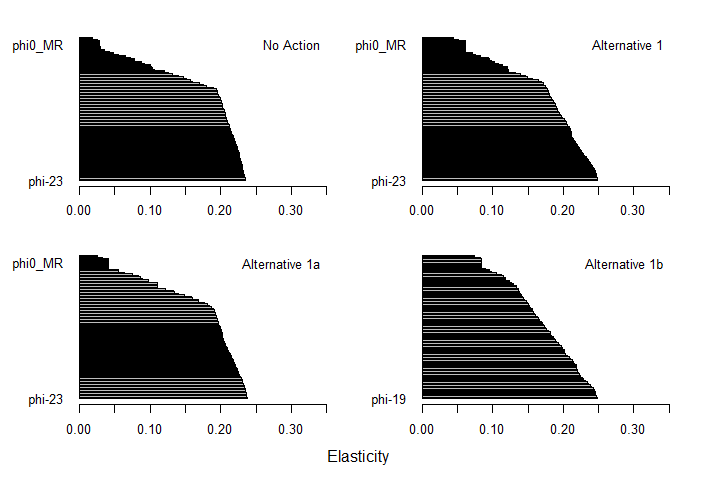 No Action
phi0_MR
phi-23
0.00 0.10 0.20 0.30
Alternative 1
phi0_MR
phi-23
0.00 0.10 0.20 0.30
Alternative 1a
phi0_MR
phi-23
0.00 0.10 0.20 0.30
Alternative 1b
phi0_MR
phi-19
0.00 0.10 0.20 0.30
Elasticity